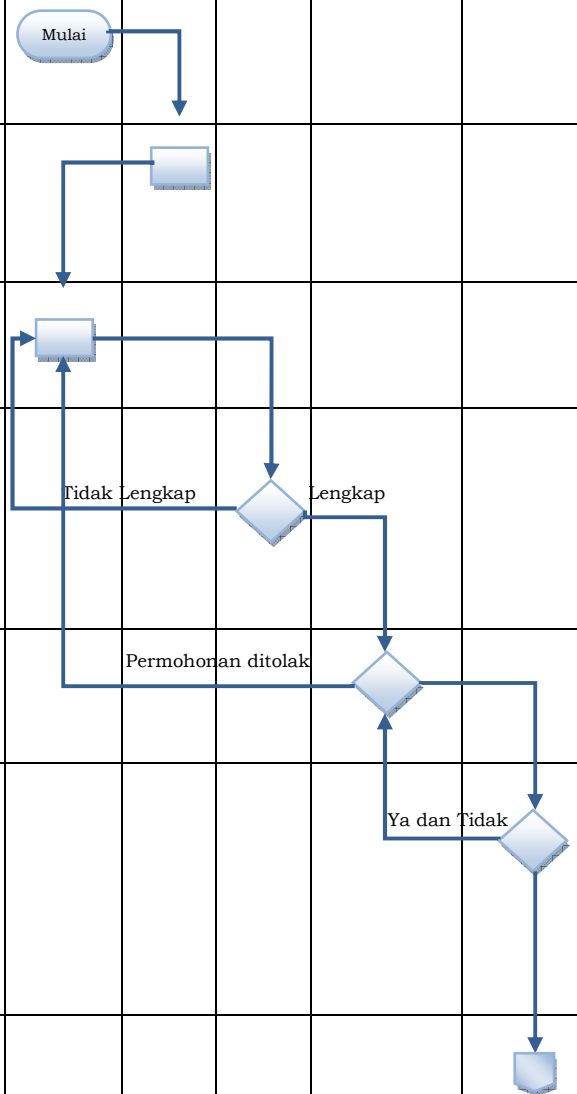 Mulai
Tidak Lengkap
Lengkap
Permohonan ditolak
Ya dan Tidak